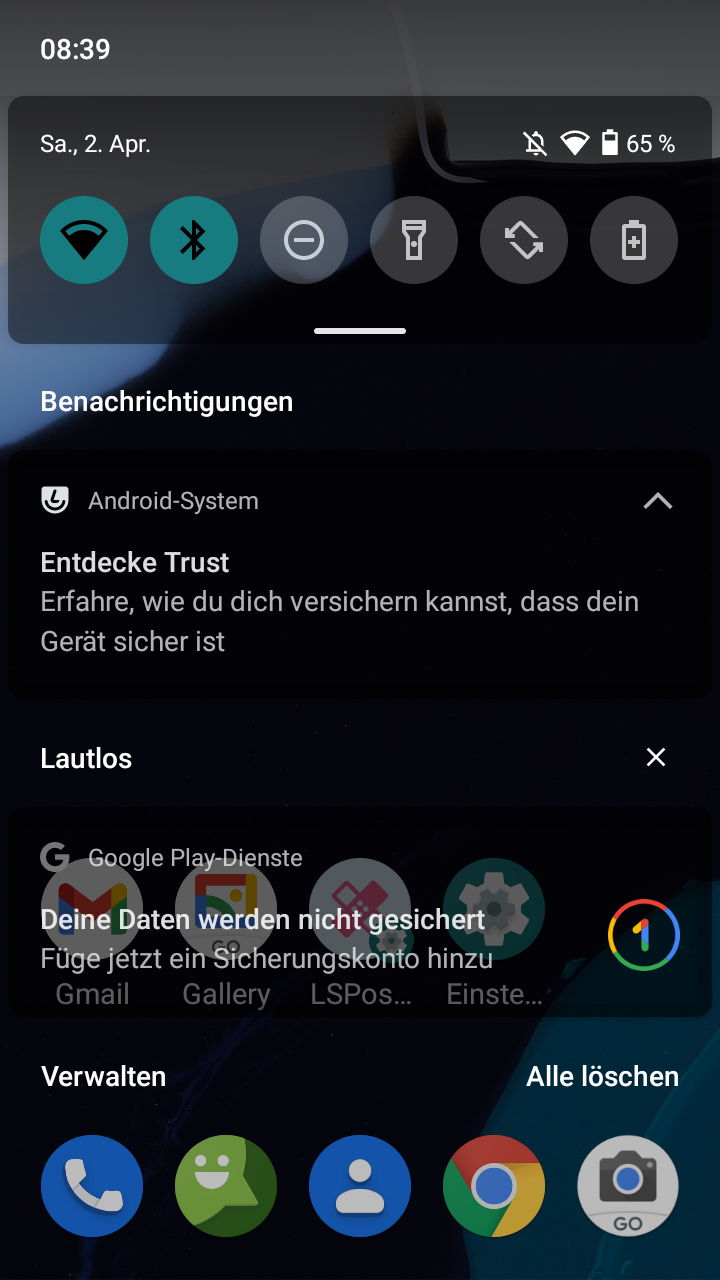 08:39
Sa., 2. Apr.
65 %
Benachrichtigungen
Android-System
Entdecke Trust
Erfahre, wie du dich versichern kannst, dass dein
Gerät sicher ist
Lautlos
Google Play-Dienste
Deine Daten werden nicht gesichert
GO
Füge jetzt ein Sicherungskonto hinzu
Gmail
Gallery
LSPos...
Einste...
Verwalten
Alle löschen
GO